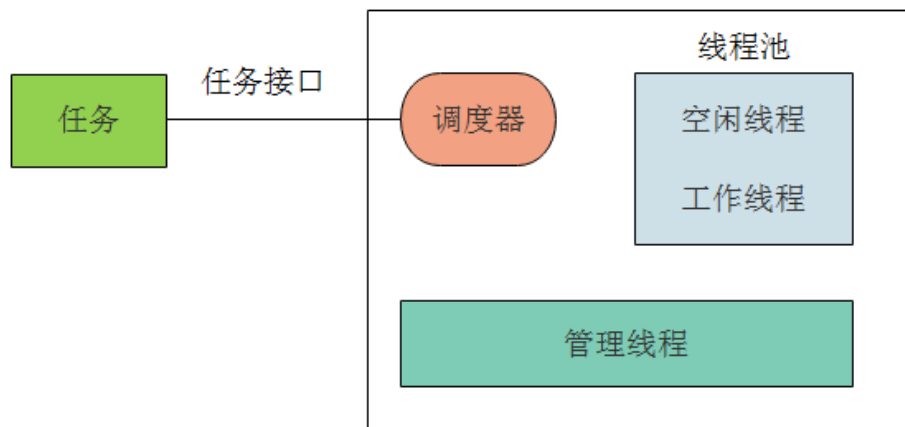 线程池
任务接口
任务
调度器
空闲线程
工作线程
管理线程